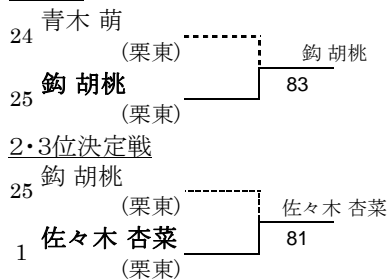 24 青木 萌
(栗東)
鈎 胡桃
25 鈎 胡桃
83
(栗東)
2・3位決定戦
25 鈎 胡桃
(栗東)
佐々木 杏菜
1 佐々木 杏菜
81
(栗東)